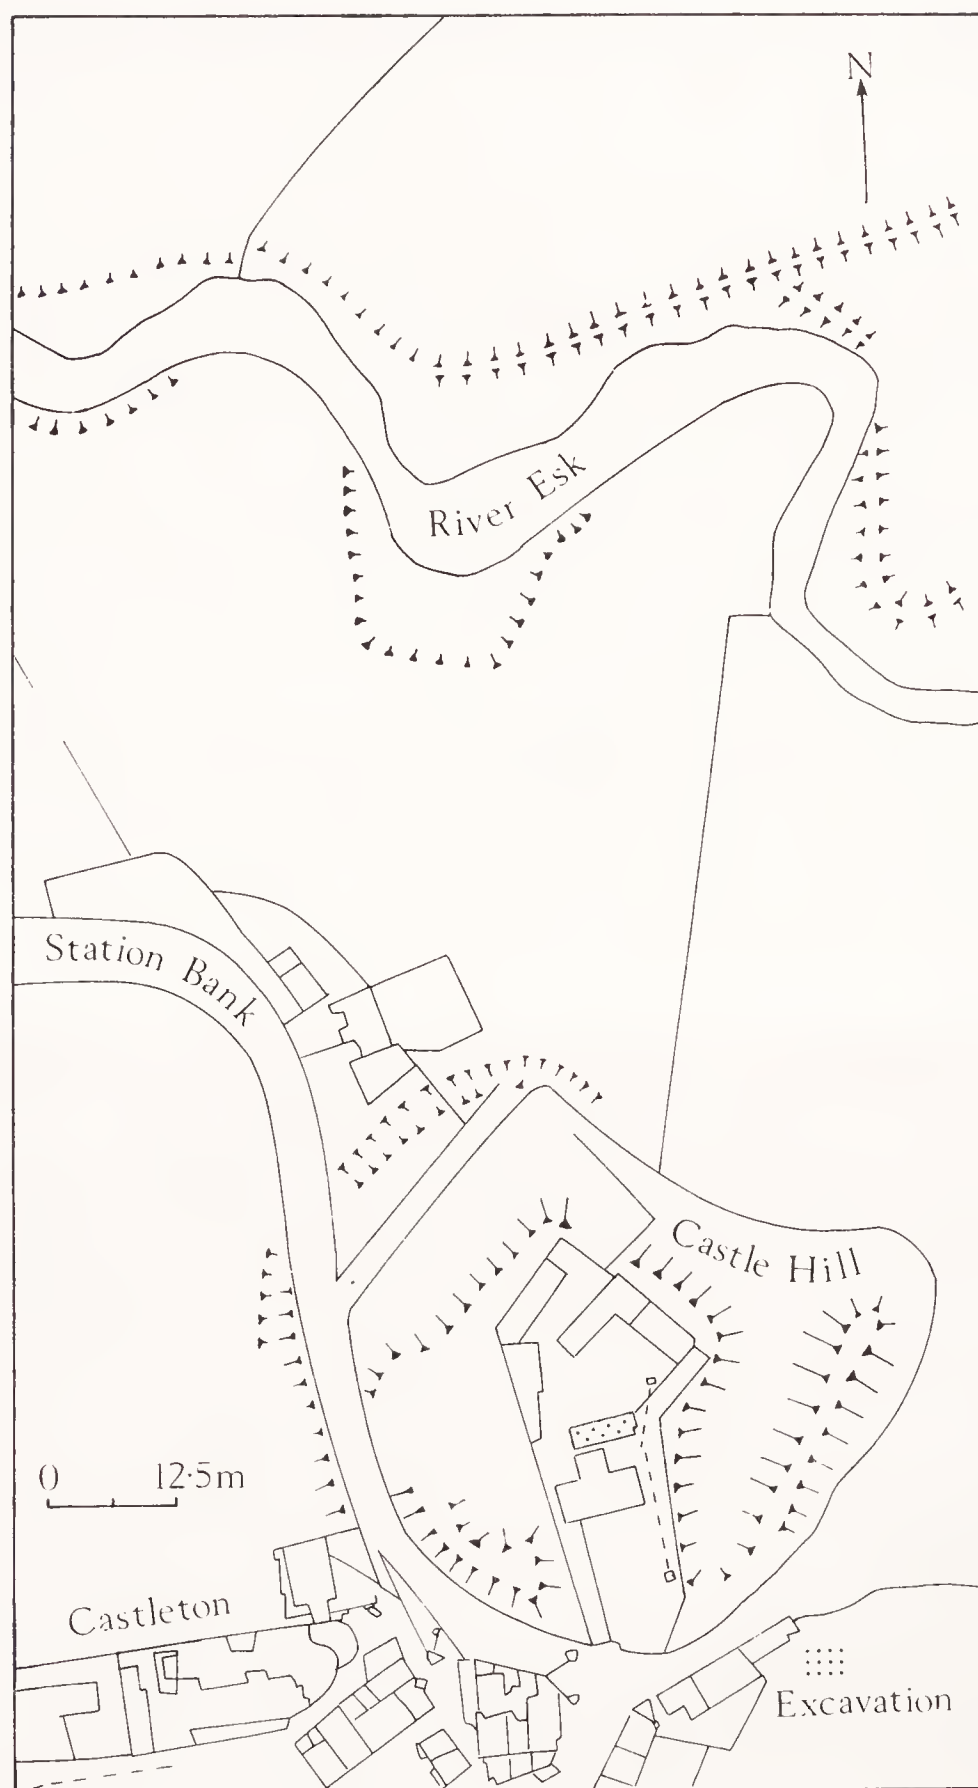 N
River Esk
Station Bank
Castle Hill
0 12·5m
Castleton
Excavation